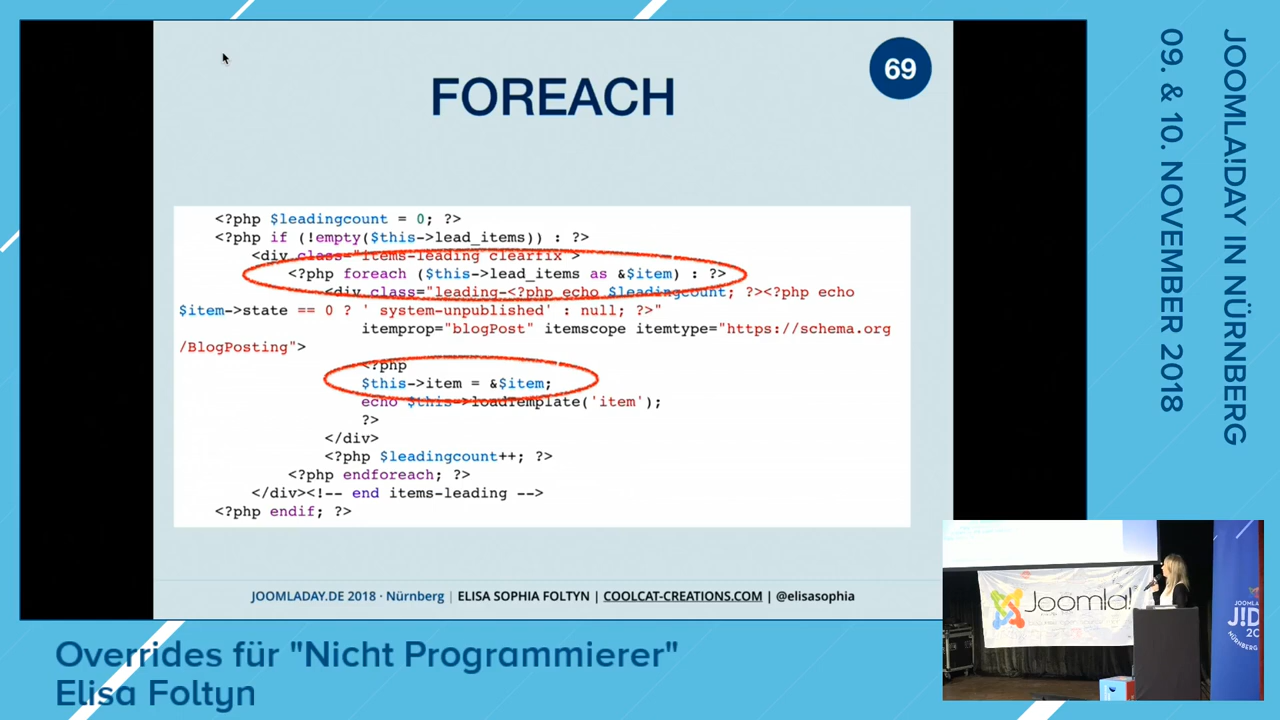 FOREACH
69
<?php $leadingcount = 0; ?>
<?php if (!empty($this->lead_items)) : ?>
<div class="items-leading clearfix">
<?php foreach ($this->lead_items as &$item) : ?>
<div class="leading-<?php echo $leadingcount; ?><?php echo
$item->state == 0 ? ' system-unpublished' : null; ?>"
itemprop="blogPost" itemscope itemtype="https://schema.org
/BlogPosting">
<?php
$this->item = &$item;
echo $this->loadTemplate('item');
?>
</div>
<?php $leadingcount++; ?>
<?php endforeach; ?>
</div><!-- end items-leading -->
<?php endif; ?>
JOOMLADAY.DE 2018 · Nürnberg | ELISA SOPHIA FOLTYN | COOLCAT-CREATIONS.COM | @elisasophia
JOOMLA!DAY IN NÜRNBERG
09. & 10. NOVEMBER 2018
Joomla!
Overrides für "Nicht Programmierer"
Elisa Foltyn